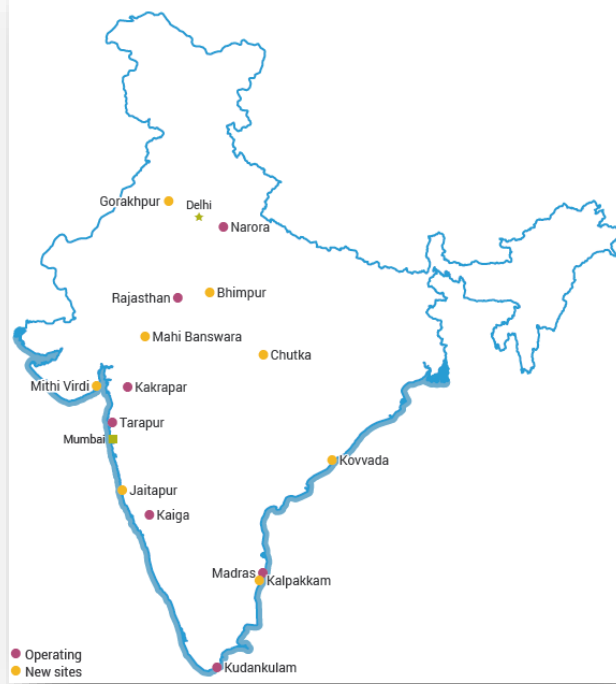 Gorakhpur
Delhi
Narora
Rajasthan
Bhimpur
Mahi Banswara
Chutka
Mithi Virdi
Kakrapar
Tarapur
Mumbai
Kovvada
Jaitapur
Kaiga
Madras
Kalpakkam
Operating
New sites
Kudankulam